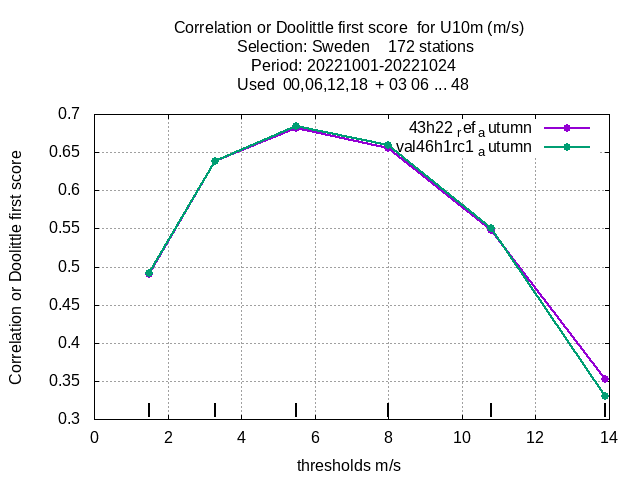 Correlation or Doolittle first score for U10m (m/s)
Selection: Sweden 172 stations
Period: 20221001-20221024
Used 00,06,12,18 + 03 06 ... 48
Correlation or Doolittle first score
0.7
0.65
0.6
0.55
0.5
0.45
0.4
0.35
0.3
43h22 ref autumn
val46h1rc1 autumn
0 2 4 6 8 10 12 14
thresholds m/s